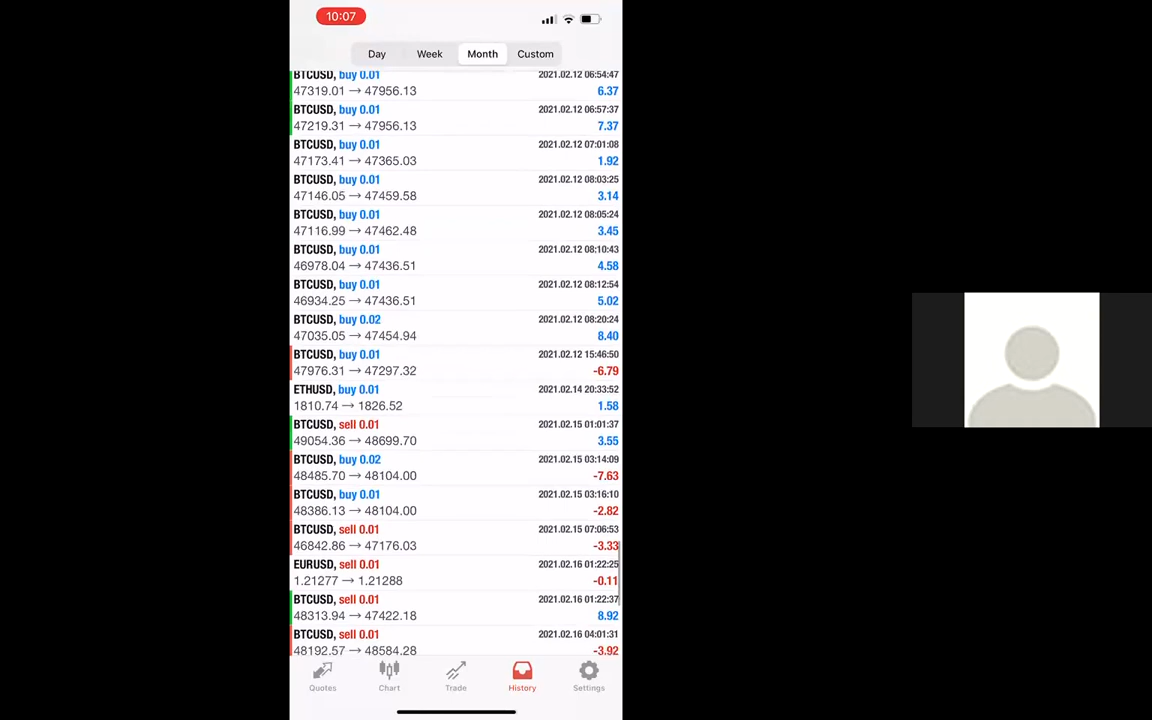 10:07
Day Week Month Custom
BTCUSD, buy 0.01 2021.02.12 06:54:47
47319.01 → 47956.13 6.37
BTCUSD, buy 0.01 2021.02.12 06:57:37
47219.31 → 47956.13 7.37
BTCUSD, buy 0.01 2021.02.12 07:01:08
47173.41 → 47365.03 1.92
BTCUSD, buy 0.01 2021.02.12 08:03:25
47146.05 → 47459.58 3.14
BTCUSD, buy 0.01 2021.02.12 08:05:24
47116.99 → 47462.48 3.45
BTCUSD, buy 0.01 2021.02.12 08:10:43
46978.04 → 47436.51 4.58
BTCUSD, buy 0.01 2021.02.12 08:12:54
46934.25 → 47436.51 5.02
BTCUSD, buy 0.02 2021.02.12 08:20:24
47035.05 → 47454.94 8.40
BTCUSD, buy 0.01 2021.02.12 15:46:50
47976.31 → 47297.32 -6.79
ETHUSD, buy 0.01 2021.02.14 20:33:52
1810.74 → 1826.52 1.58
BTCUSD, sell 0.01 2021.02.15 01:01:37
49054.36 → 48699.70 3.55
BTCUSD, buy 0.02 2021.02.15 03:14:09
48485.70 → 48104.00 -7.63
BTCUSD, buy 0.01 2021.02.15 03:16:10
48386.13 → 48104.00 -2.82
BTCUSD, sell 0.01 2021.02.15 07:06:53
46842.86 → 47176.03 -3.33
EURUSD, sell 0.01 2021.02.16 01:22:25
1.21277 → 1.21288 -0.11
BTCUSD, sell 0.01 2021.02.16 01:22:37
48313.94 → 47422.18 8.92
BTCUSD, sell 0.01 2021.02.16 04:01:31
48192.57 → 48584.28 -3.92
Quotes Chart Trade History Settings